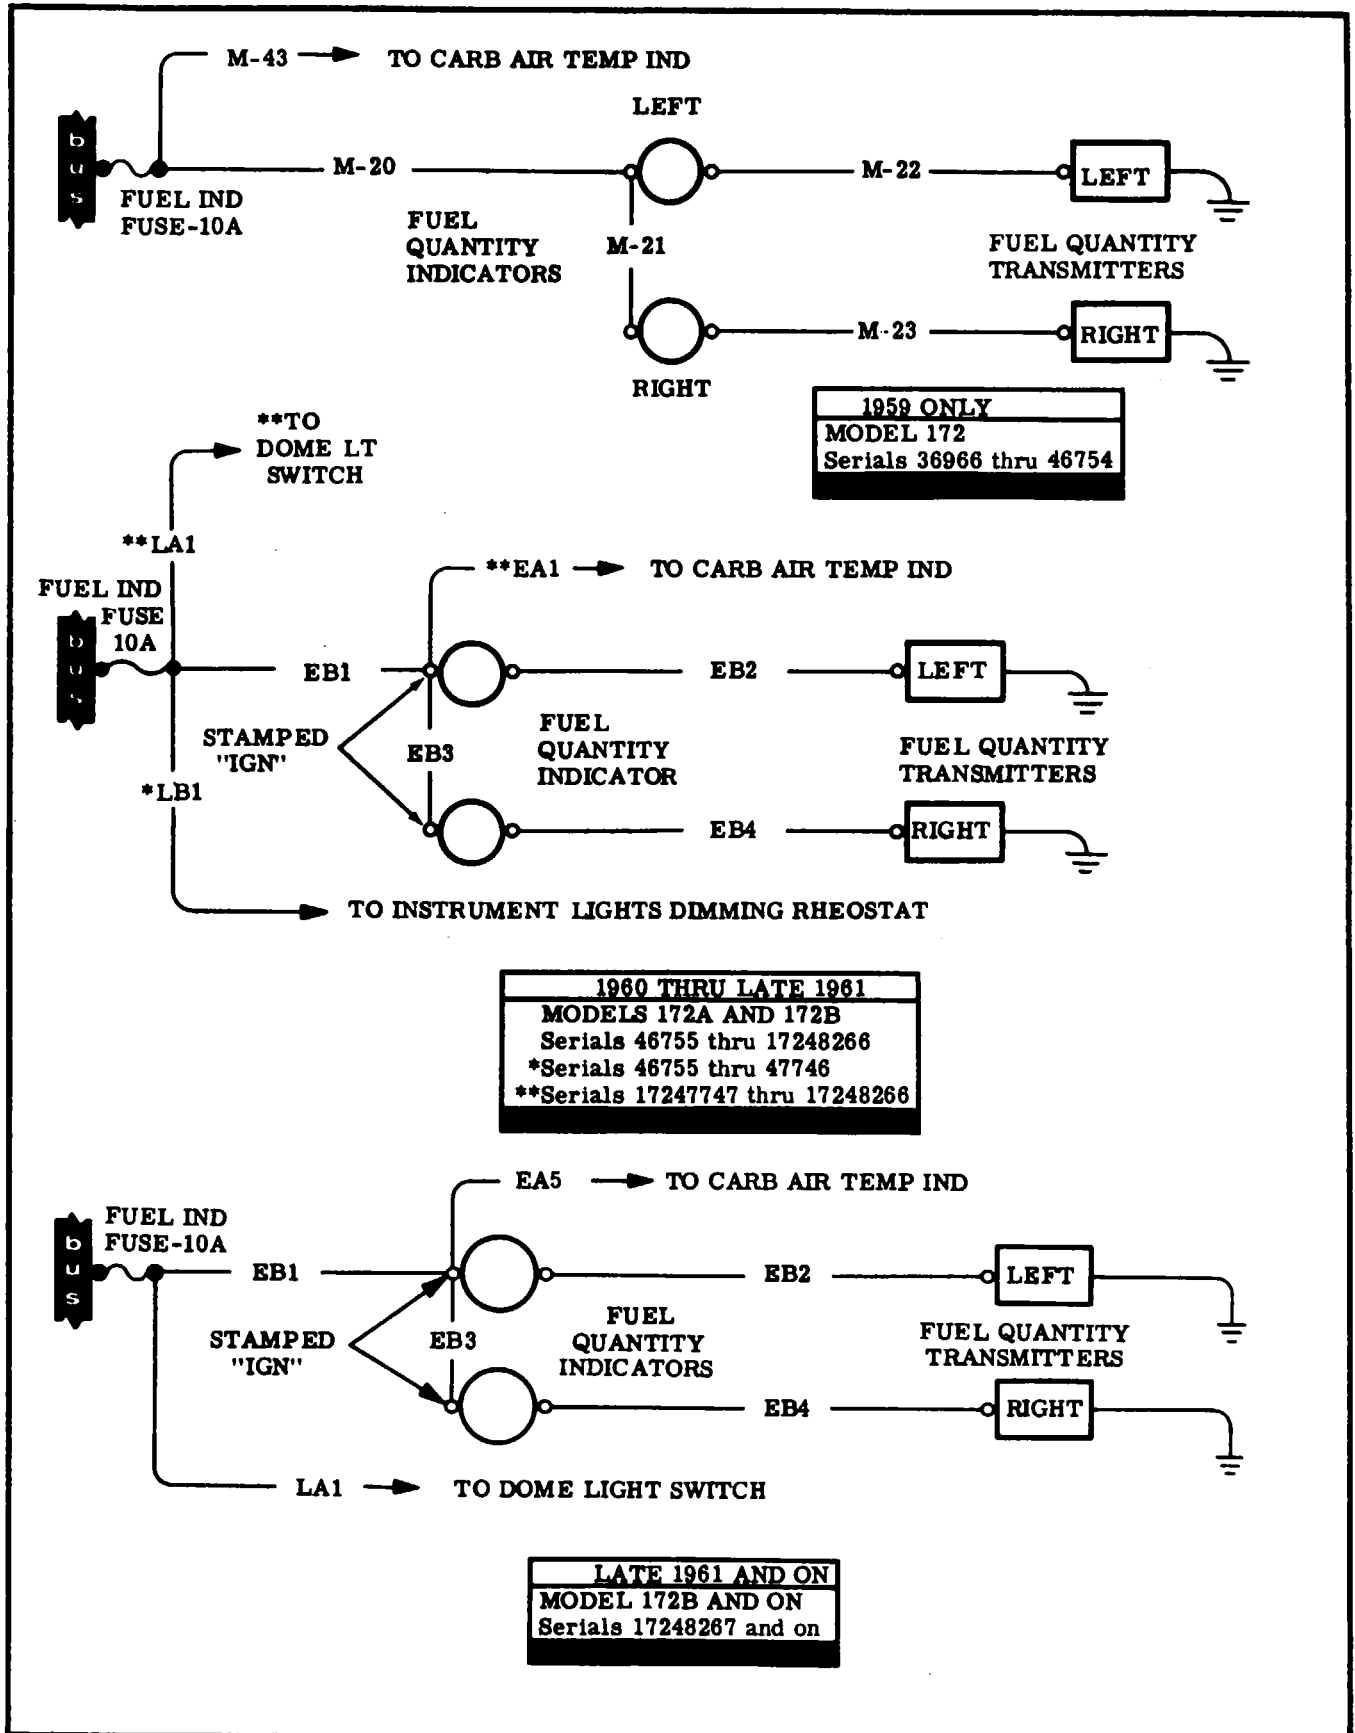 M-43 TO CARB AIR TEMP IND
LEFT
bus
M-20
M-22
LEFT
FUEL IND
FUSE-10A
FUEL
QUANTITY
INDICATORS
M-21
FUEL QUANTITY
TRANSMITTERS
M-23
RIGHT
RIGHT
1959 ONLY
MODEL 172
Serials 36966 thru 46754
**TO
DOME LT
SWITCH
**LA1
**EA1 TO CARB AIR TEMP IND
FUEL IND
FUSE
10A
bus
EB1
EB2
LEFT
STAMPED
"IGN"
EB3
FUEL
QUANTITY
INDICATOR
FUEL QUANTITY
TRANSMITTERS
*LB1
EB4
RIGHT
TO INSTRUMENT LIGHTS DIMMING RHEOSTAT
1960 THRU LATE 1961
MODELS 172A AND 172B
Serials 46755 thru 17248266
*Serials 46755 thru 47746
**Serials 17247747 thru 17248266
EA5 TO CARB AIR TEMP IND
FUEL IND
FUSE-10A
bus
EB1
EB2
LEFT
STAMPED
"IGN"
EB3
FUEL
QUANTITY
INDICATORS
FUEL QUANTITY
TRANSMITTERS
EB4
RIGHT
LA1 TO DOME LIGHT SWITCH
LATE 1961 AND ON
MODEL 172B AND ON
Serials 17248267 and on